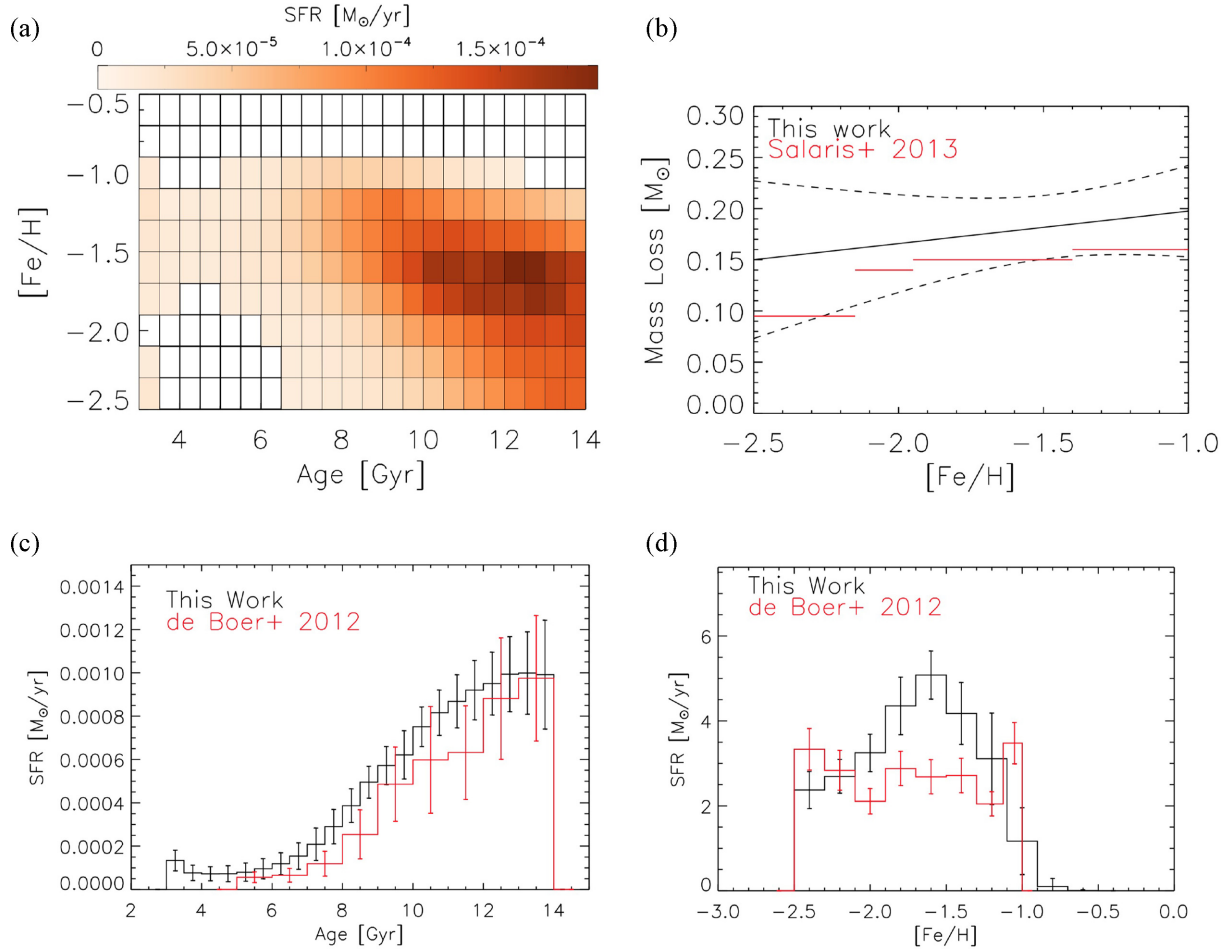 (a)
SFR [M⊙/yr]
0 5.0×10⁻⁵ 1.0×10⁻⁴ 1.5×10⁻⁴
−0.5
−1.0
−1.5
−2.0
−2.5
[Fe/H]
4 6 8 10 12 14
Age [Gyr]
(b)
This work
Salaris+ 2013
0.30
0.25
0.20
0.15
0.10
0.05
0.00
Mass Loss [M⊙]
−2.5 −2.0 −1.5 −1.0
[Fe/H]
(c)
This Work
de Boer+ 2012
0.0014
0.0012
0.0010
0.0008
0.0006
0.0004
0.0002
0.0000
SFR [M⊙/yr]
2 4 6 8 10 12 14
Age [Gyr]
(d)
This Work
de Boer+ 2012
6
4
2
0
SFR [M⊙/yr]
−3.0 −2.5 −2.0 −1.5 −1.0 −0.5 0.0
[Fe/H]